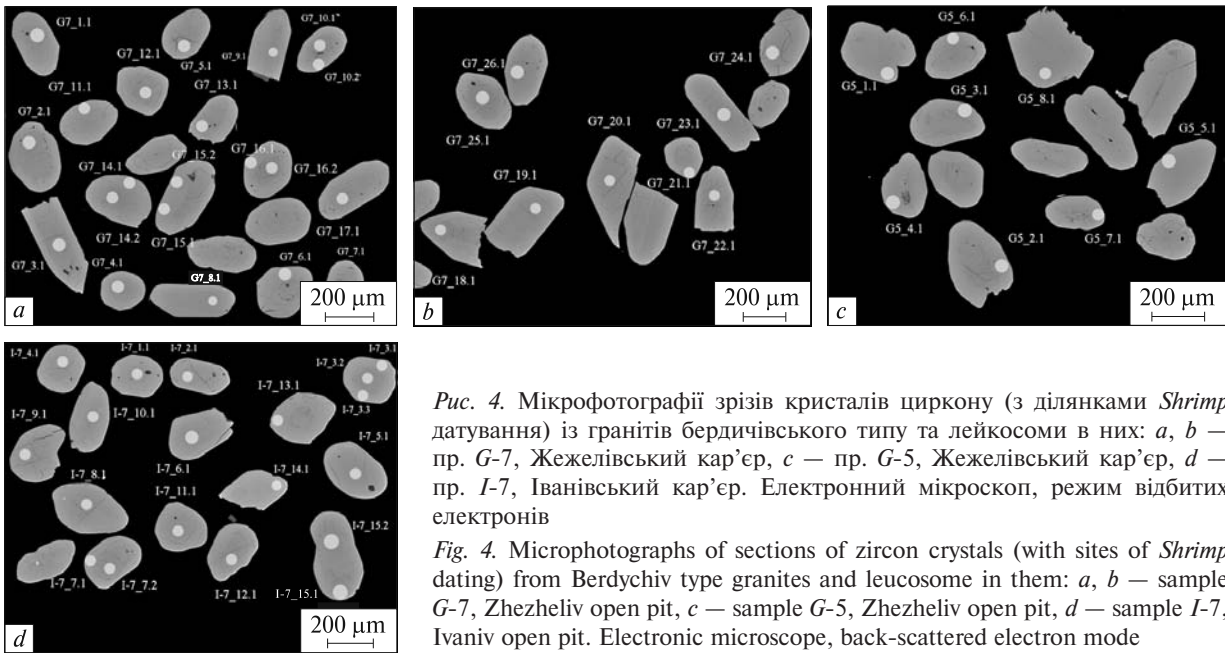 G7_1.1
G7_12.1
G7_5.1
G7_9.1
G7_10.1
G7_10.2
G7_11.1
G7_13.1
G7_2.1
G7_14.1
G7_15.2
G7_16.1
G7_16.2
G7_14.2
G7_15.1
G7_17.1
G7_3.1
G7_4.1
G7_8.1
G7_6.1
G7_7.1
a
200 µm
G7_26.1
G7_24.1
G7_25.1
G7_20.1
G7_23.1
G7_19.1
G7_21.1
G7_22.1
G7_18.1
b
200 µm
G5_6.1
G5_1.1
G5_3.1
G5_8.1
G5_5.1
G5_4.1
G5_2.1
G5_7.1
c
200 µm
I-7_4.1
I-7_1.1
I-7_2.1
I-7_3.1
I-7_3.2
I-7_3.3
I-7_13.1
I-7_9.1
I-7_10.1
I-7_5.1
I-7_6.1
I-7_8.1
I-7_14.1
I-7_11.1
I-7_15.2
I-7_7.1
I-7_7.2
I-7_12.1
I-7_15.1
d
200 µm
Рис. 4. Мікрофотографії зрізів кристалів циркону (з ділянками Shrimp
датування) із гранітів бердичівського типу та лейкосоми в них: a, b —
пр. G-7, Жежелівський кар’єр, c — пр. G-5, Жежелівський кар’єр, d —
пр. I-7, Іванівський кар’єр. Електронний мікроскоп, режим відбитих
електронів
Fig. 4. Microphotographs of sections of zircon crystals (with sites of Shrimp
dating) from Berdychiv type granites and leucosome in them: a, b — sample
G-7, Zhezheliv open pit, c — sample G-5, Zhezheliv open pit, d — sample I-7,
Ivaniv open pit. Electronic microscope, back-scattered electron mode